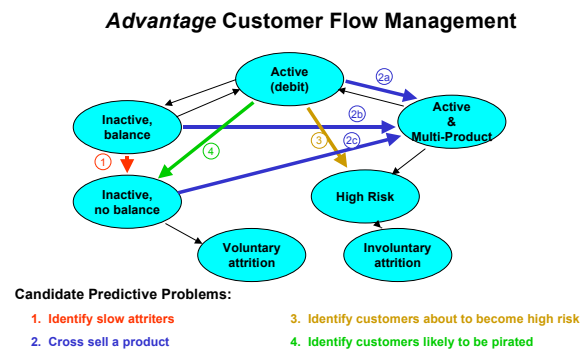 Advantage Customer Flow Management
Active
(debit)
2a
Inactive,
balance
2b
Active
&
Multi-Product
4
3
2c
1
Inactive,
no balance
High Risk
Voluntary
attrition
Involuntary
attrition
Candidate Predictive Problems:
1. Identify slow attriters
3. Identify customers about to become high risk
2. Cross sell a product
4. Identify customers likely to be pirated